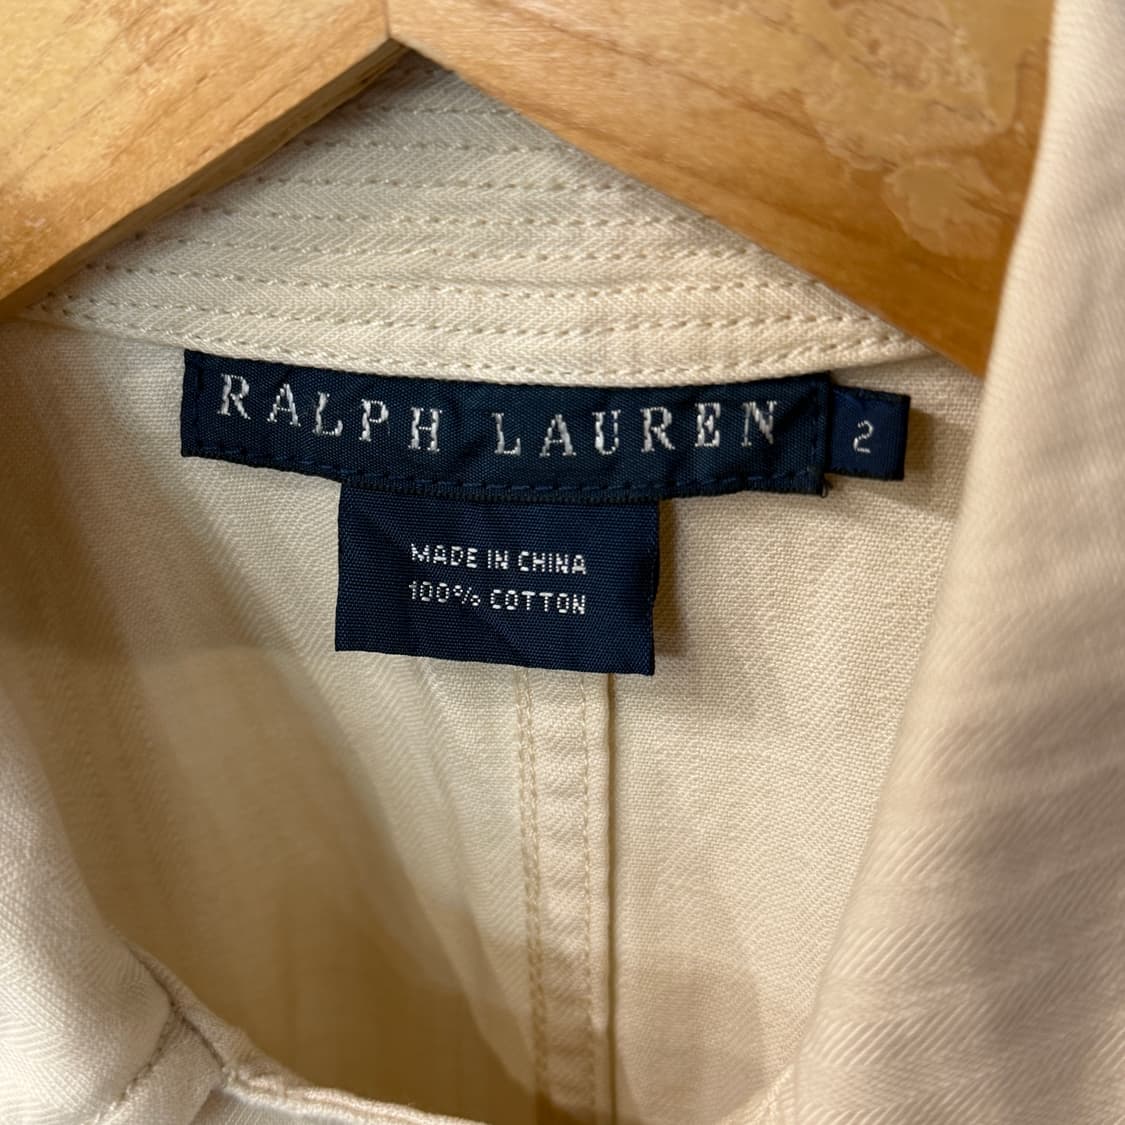 RALPH LAUREN 2
MADE IN CHINA
100% COTTON